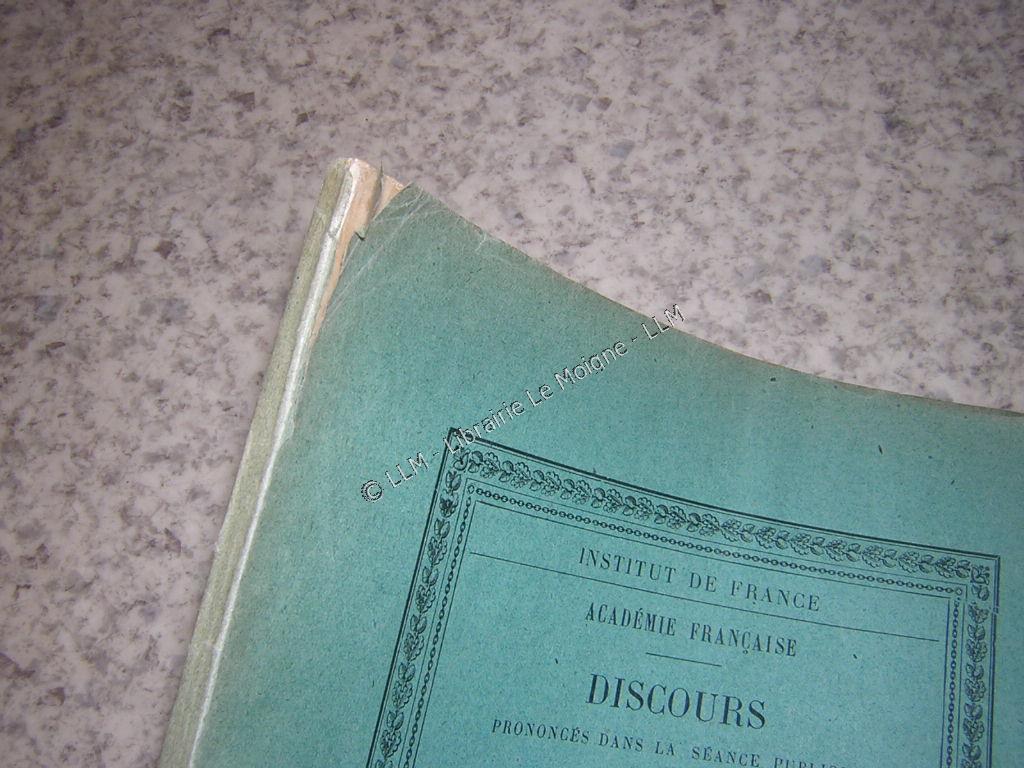 © LLM - Librairie Le Moigne - LLM
INSTITUT DE FRANCE
ACADÉMIE FRANÇAISE
DISCOURS
PRONONCÉS DANS LA SÉANCE